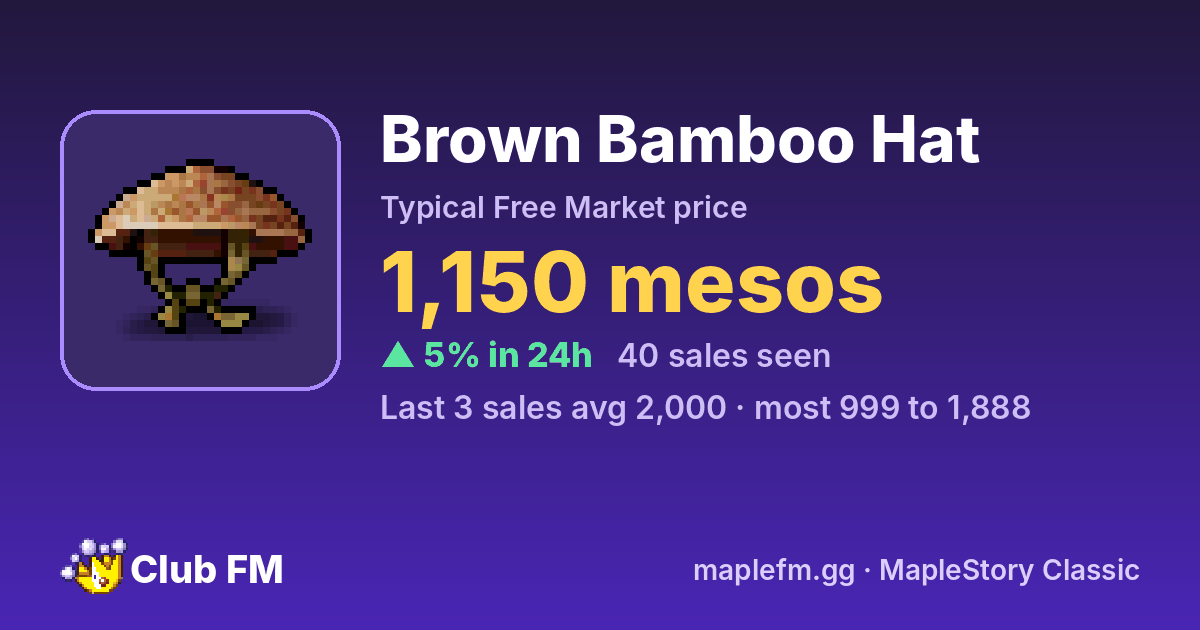 Brown Bamboo Hat
Typical Free Market price
1,150 mesos
▲ 5% in 24h 40 sales seen
Last 3 sales avg 2,000 · most 999 to 1,888
Club FM
maplefm.gg · MapleStory Classic